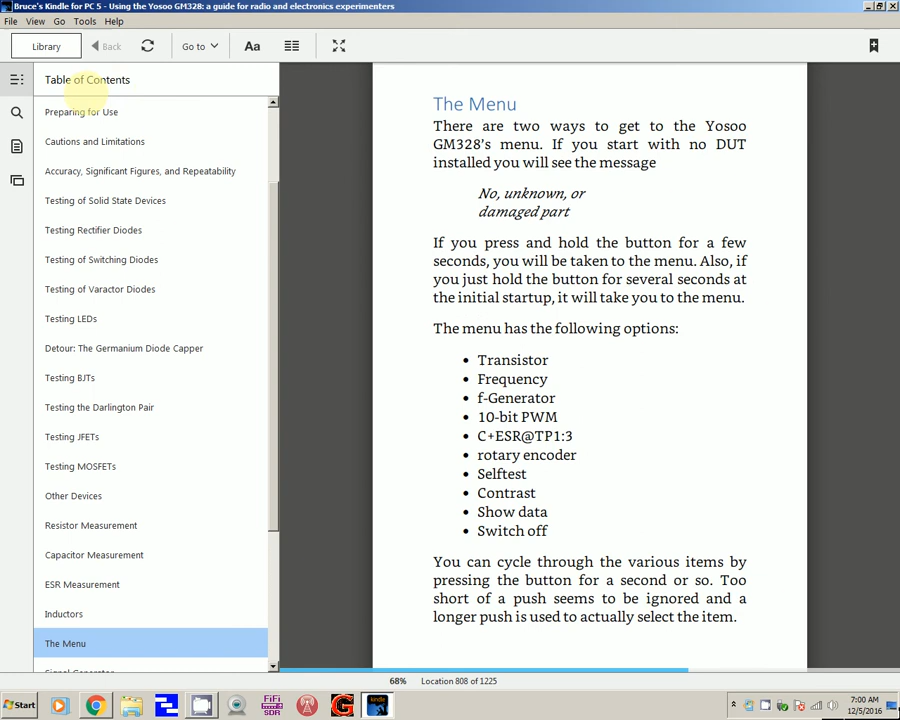 Bruce's Kindle for PC 5 - Using the Yosoo GM328: a guide for radio and electronics experimenters
File View Go Tools Help
Library Back Go to Aa
Table of Contents
Preparing for Use
Cautions and Limitations
Accuracy, Significant Figures, and Repeatability
Testing of Solid State Devices
Testing Rectifier Diodes
Testing of Switching Diodes
Testing of Varactor Diodes
Testing LEDs
Detour: The Germanium Diode Capper
Testing BJTs
Testing the Darlington Pair
Testing JFETs
Testing MOSFETs
Other Devices
Resistor Measurement
Capacitor Measurement
ESR Measurement
Inductors
The Menu
Signal Generator
The Menu
There are two ways to get to the Yosoo
GM328's menu. If you start with no DUT
installed you will see the message
No, unknown, or
damaged part
If you press and hold the button for a few
seconds, you will be taken to the menu. Also, if
you just hold the button for several seconds at
the initial startup, it will take you to the menu.
The menu has the following options:
• Transistor
• Frequency
• f-Generator
• 10-bit PWM
• C+ESR@TP1:3
• rotary encoder
• Selftest
• Contrast
• Show data
• Switch off
You can cycle through the various items by
pressing the button for a second or so. Too
short of a push seems to be ignored and a
longer push is used to actually select the item.
68% Location 808 of 1225
Start FiFi SDR G kindle 7:00 AM
12/5/2016